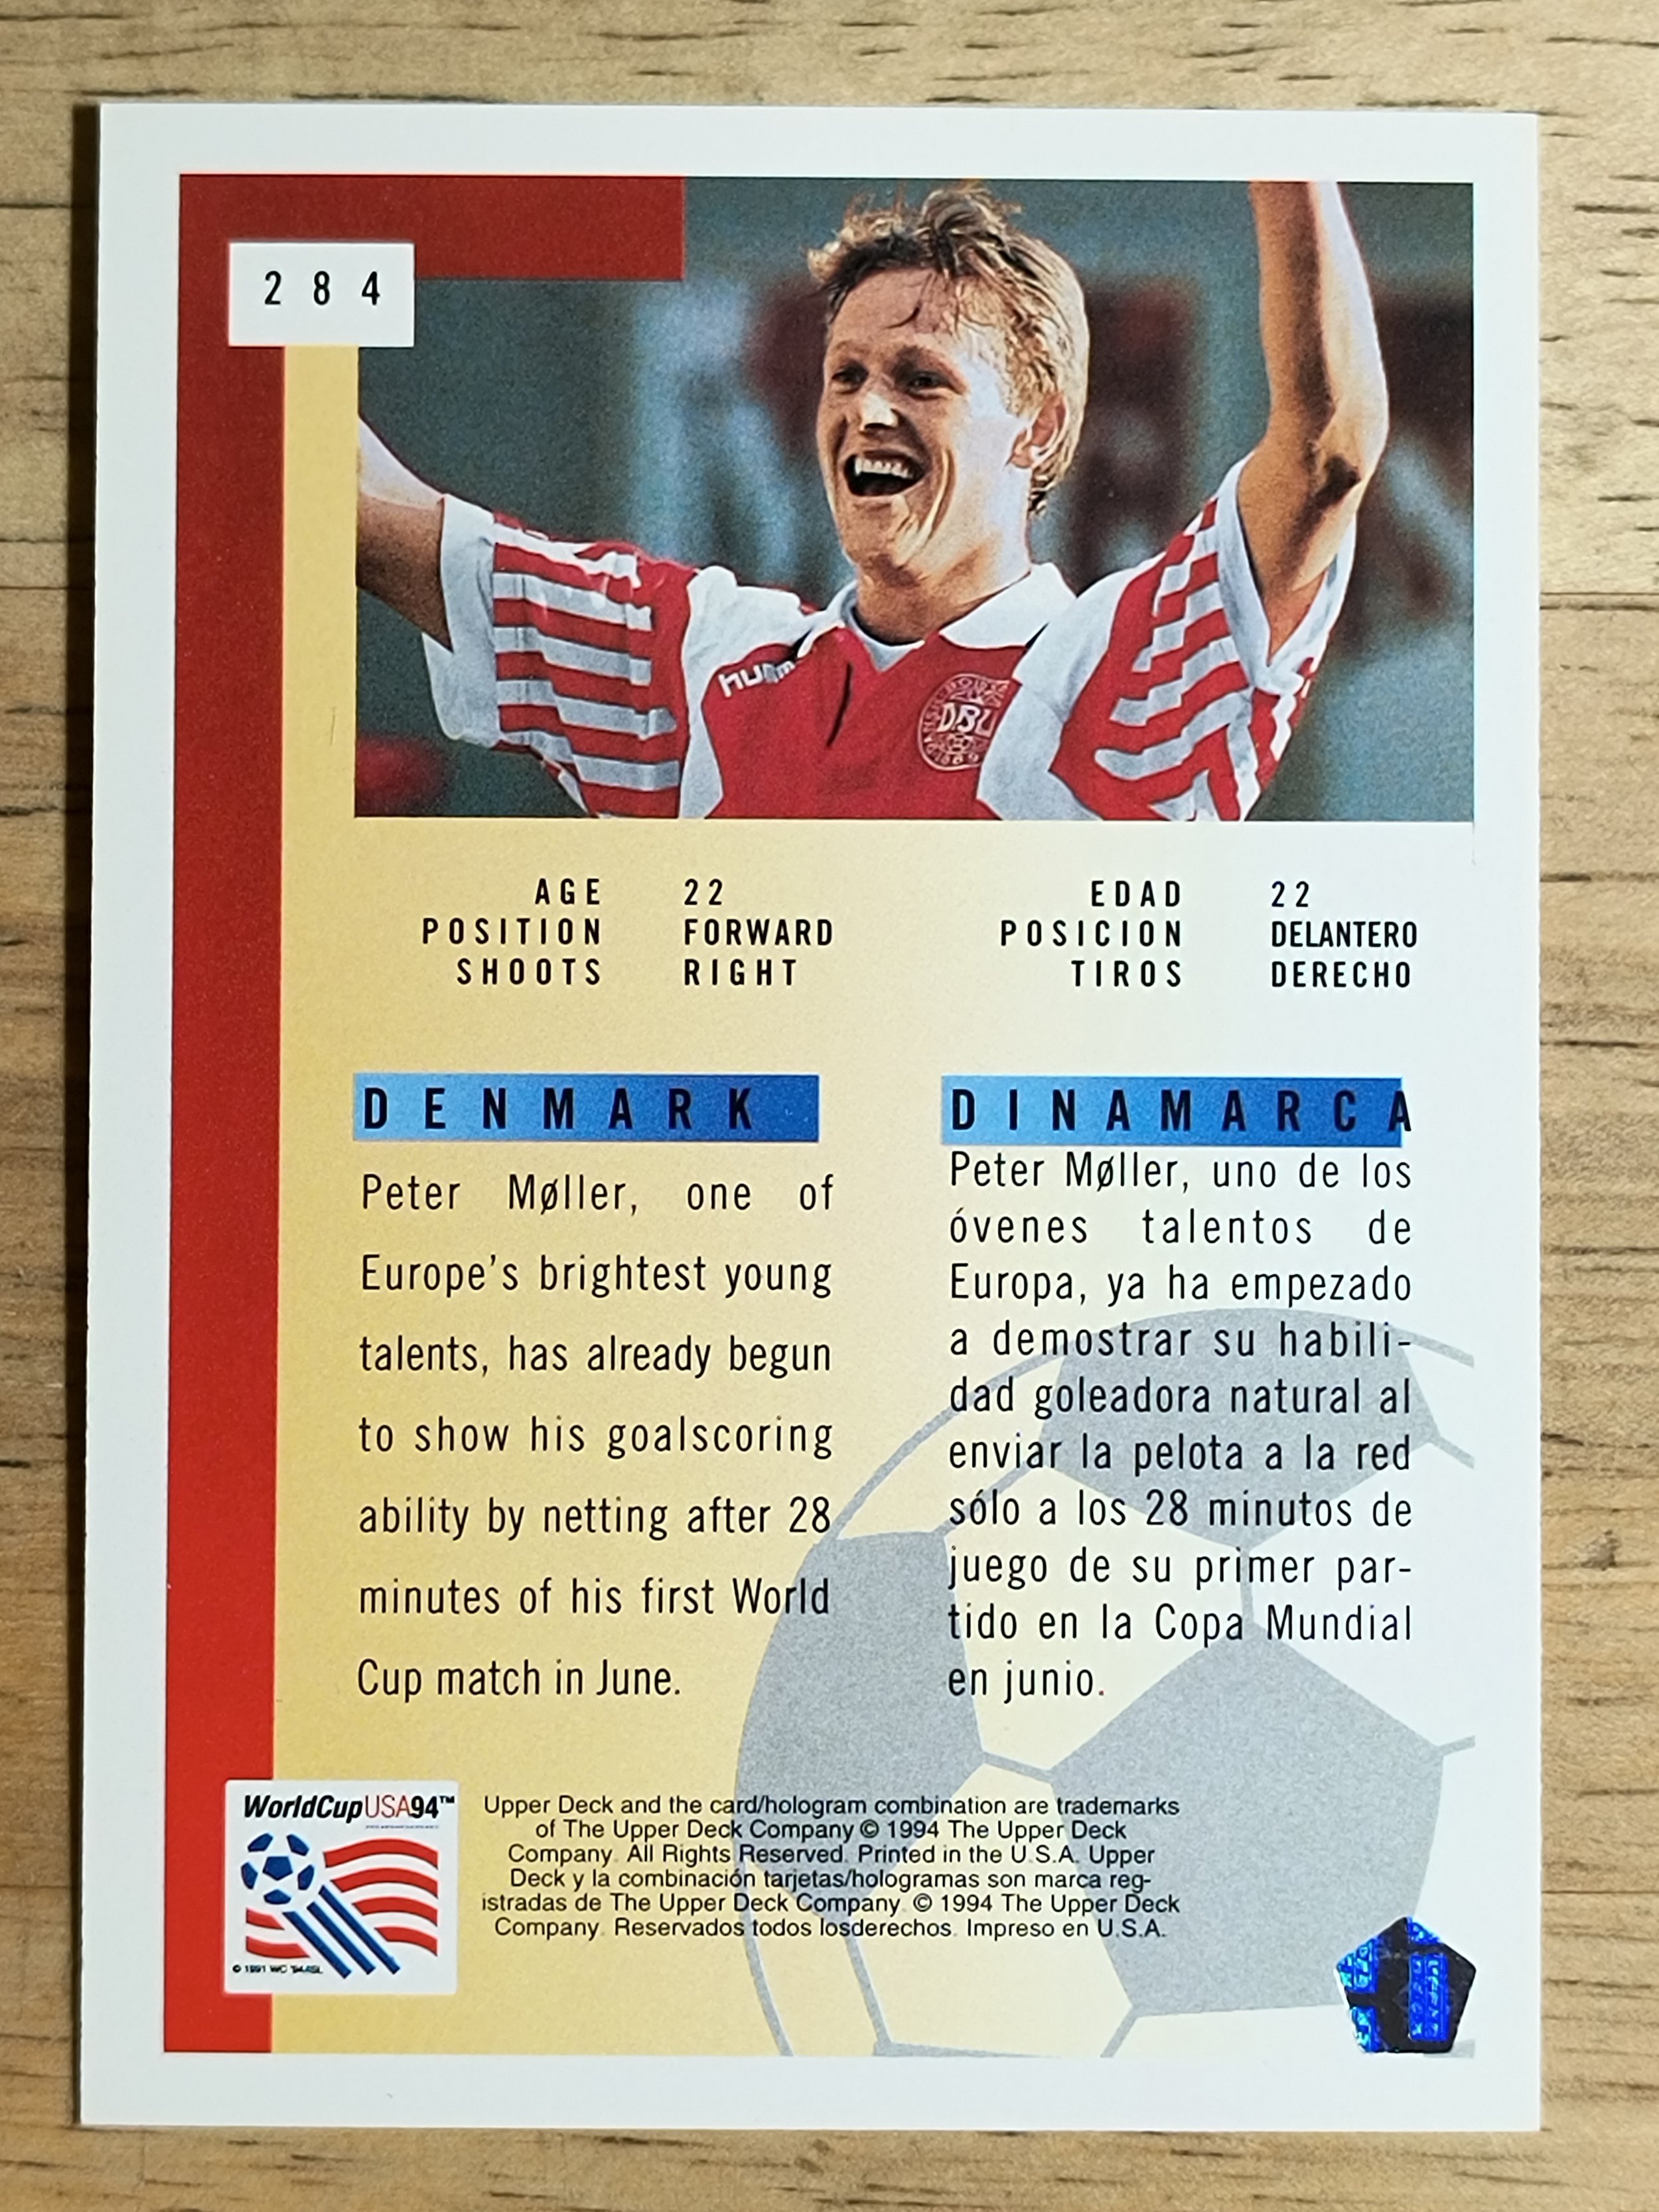 284
hummel
DBU
AGE 22
POSITION FORWARD
SHOOTS RIGHT
EDAD 22
POSICION DELANTERO
TIROS DERECHO
DENMARK
Peter Møller, one of
Europe's brightest young
talents, has already begun
to show his goalscoring
ability by netting after 28
minutes of his first World
Cup match in June.
DINAMARCA
Peter Møller, uno de los
óvenes talentos de
Europa, ya ha empezado
a demostrar su habili-
dad goleadora natural al
enviar la pelota a la red
sólo a los 28 minutos de
juego de su primer par-
tido en la Copa Mundial
en junio.
WorldCupUSA94™
© 1991 WC '94/ISL
Upper Deck and the card/hologram combination are trademarks
of The Upper Deck Company © 1994 The Upper Deck
Company. All Rights Reserved. Printed in the U.S.A. Upper
Deck y la combinación tarjetas/hologramas son marca reg-
istradas de The Upper Deck Company. © 1994 The Upper Deck
Company. Reservados todos losderechos. Impreso en U.S.A.